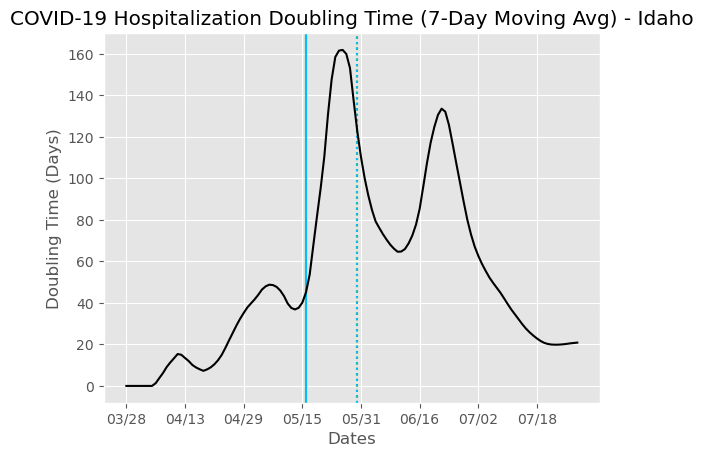 COVID-19 Hospitalization Doubling Time (7-Day Moving Avg) - Idaho
Doubling Time (Days)
160
140
120
100
80
60
40
20
0
03/28 04/13 04/29 05/15 05/31 06/16 07/02 07/18
Dates